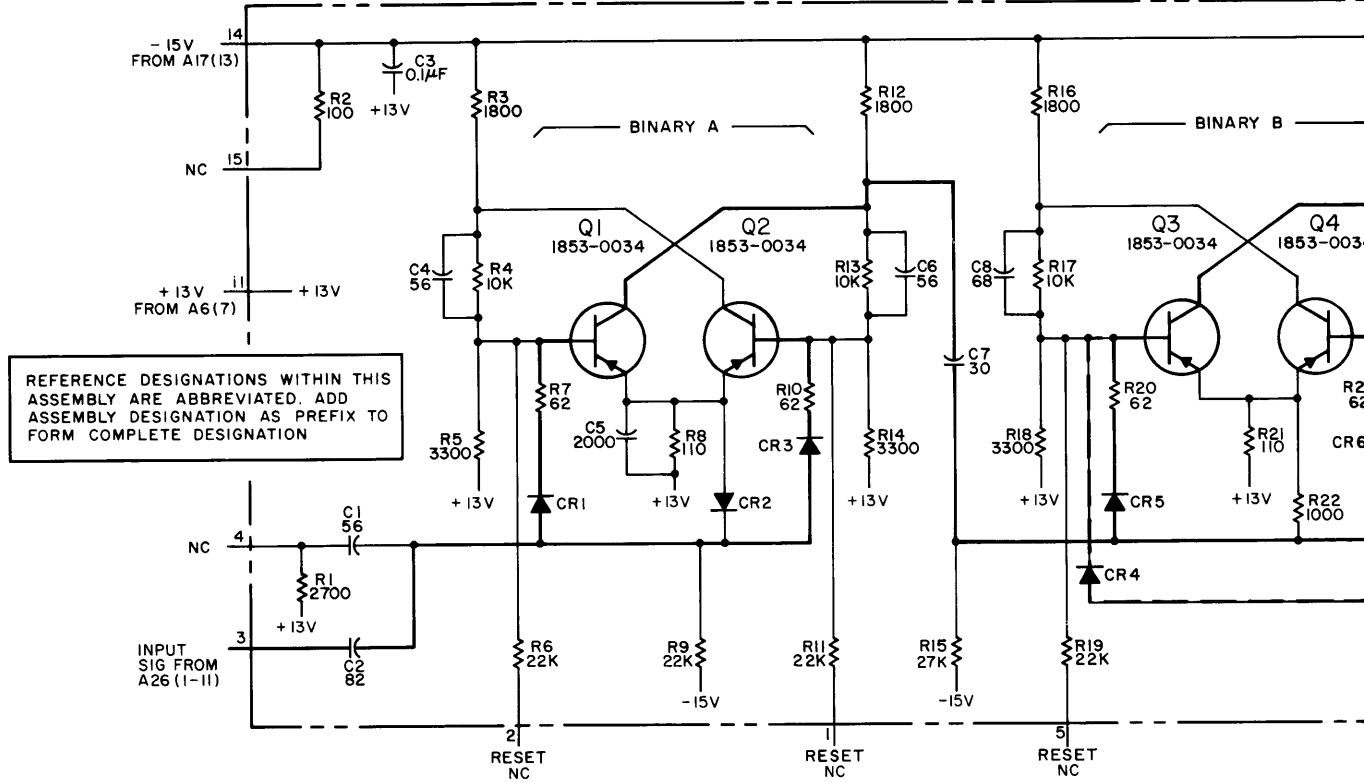 14
-15V
FROM A17(13)
C3
0.1µF
+13V
R2
100
R3
1800
R12
1800
R16
1800
BINARY A
BINARY B
15
NC
Q1
1853-0034
Q2
1853-0034
Q3
1853-0034
Q4
1853-0034
C4
56
R4
10K
R13
10K
C6
56
C8
68
R17
10K
11
+13V
FROM A6(7)
+13V
REFERENCE DESIGNATIONS WITHIN THIS
ASSEMBLY ARE ABBREVIATED. ADD
ASSEMBLY DESIGNATION AS PREFIX TO
FORM COMPLETE DESIGNATION
R7
62
R10
62
C7
30
R20
62
R2
62
R5
3300
C5
2000
R8
110
CR3
R14
3300
R18
3300
R21
110
CR6
+13V
CR1
+13V
CR2
+13V
+13V
CR5
+13V
R22
1000
C1
56
4
NC
R1
2700
+13V
CR4
3
INPUT
SIG FROM
A26(1-11)
C2
82
R6
22K
R9
22K
R11
22K
R15
27K
R19
22K
-15V
-15V
2
RESET
NC
1
RESET
NC
5
RESET
NC